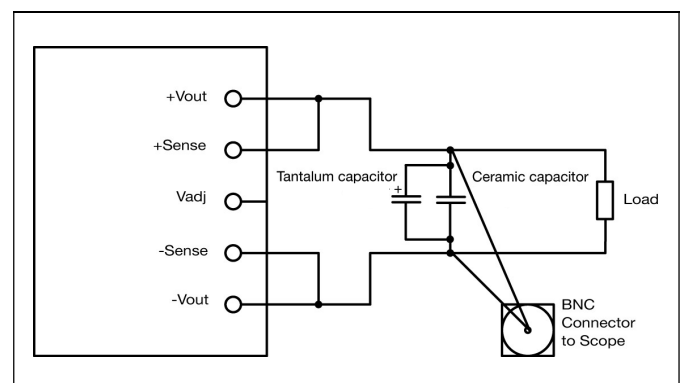 +Vout
+Sense
Vadj
-Sense
-Vout
Tantalum capacitor
+
Ceramic capacitor
Load
BNC
Connector
to Scope